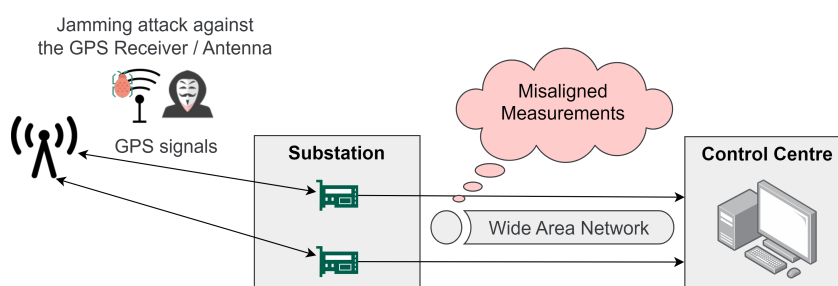 Jamming attack against
the GPS Receiver / Antenna
GPS signals
Substation
Misaligned
Measurements
Control Centre
Wide Area Network